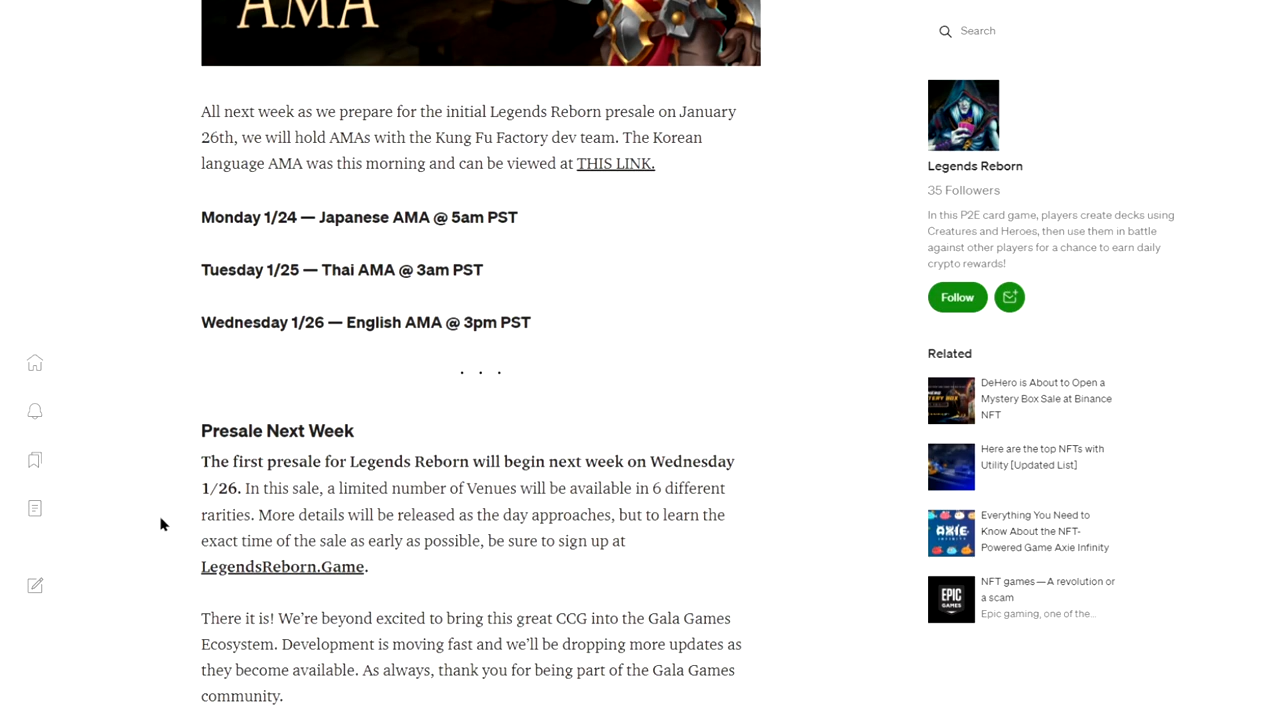 AMA
All next week as we prepare for the initial Legends Reborn presale on January
26th, we will hold AMAs with the Kung Fu Factory dev team. The Korean
language AMA was this morning and can be viewed at THIS LINK.
Monday 1/24 — Japanese AMA @ 5am PST
Tuesday 1/25 — Thai AMA @ 3am PST
Wednesday 1/26 — English AMA @ 3pm PST
. . .
Presale Next Week
The first presale for Legends Reborn will begin next week on Wednesday
1/26. In this sale, a limited number of Venues will be available in 6 different
rarities. More details will be released as the day approaches, but to learn the
exact time of the sale as early as possible, be sure to sign up at
LegendsReborn.Game.
There it is! We're beyond excited to bring this great CCG into the Gala Games
Ecosystem. Development is moving fast and we'll be dropping more updates as
they become available. As always, thank you for being part of the Gala Games
community.
Search
Legends Reborn
35 Followers
In this P2E card game, players create decks using
Creatures and Heroes, then use them in battle
against other players for a chance to earn daily
crypto rewards!
Follow
Related
DeHero is About to Open a
Mystery Box Sale at Binance
NFT
Here are the top NFTs with
Utility [Updated List]
AXIE
Everything You Need to
Know About the NFT-
Powered Game Axie Infinity
EPIC
GAMES
NFT games — A revolution or
a scam
Epic gaming, one of the...